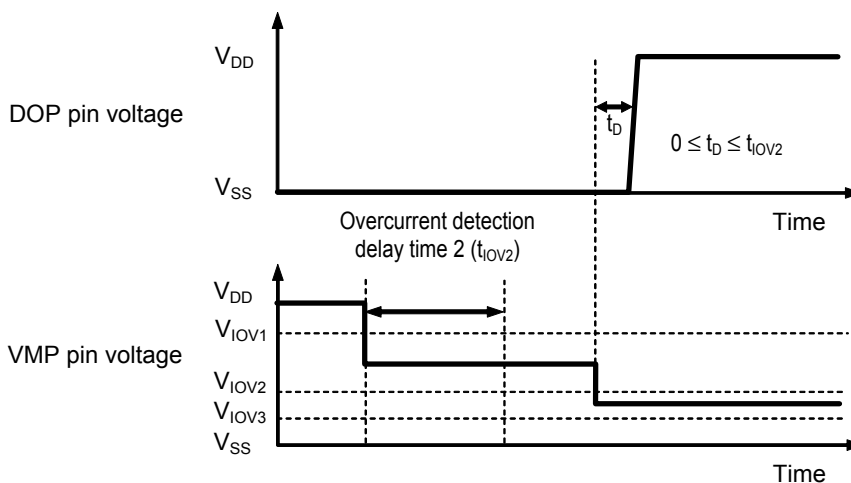 V_DD
DOP pin voltage
t_D
0 ≤ t_D ≤ t_IOV2
V_SS
Time
Overcurrent detection
delay time 2 (t_IOV2)
V_DD
V_IOV1
VMP pin voltage
V_IOV2
V_IOV3
V_SS
Time